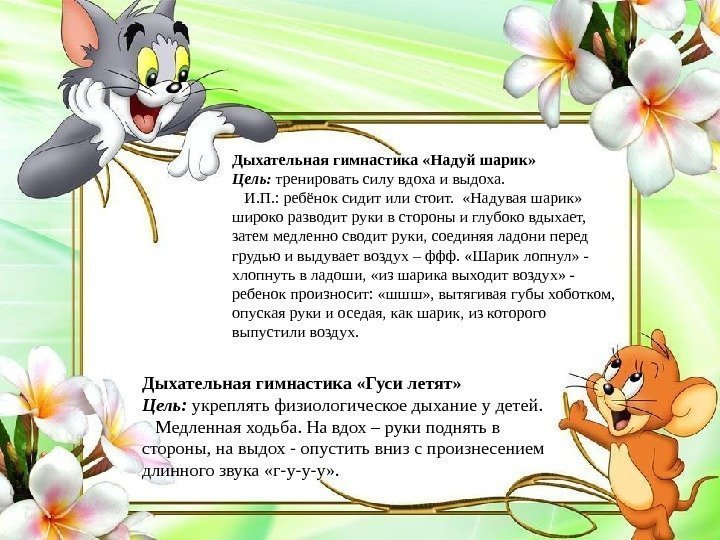 Дыхательная гимнастика «Надуй шарик»
Цель: тренировать силу вдоха и выдоха.
И.П.: ребёнок сидит или стоит. «Надувая шарик»
широко разводит руки в стороны и глубоко вдыхает,
затем медленно сводит руки, соединяя ладони перед
грудью и выдувает воздух – ффф. «Шарик лопнул» -
хлопнуть в ладоши, «из шарика выходит воздух» -
ребенок произносит: «шшш», вытягивая губы хоботком,
опуская руки и оседая, как шарик, из которого
выпустили воздух.
Дыхательная гимнастика «Гуси летят»
Цель: укреплять физиологическое дыхание у детей.
Медленная ходьба. На вдох – руки поднять в
стороны, на выдох - опустить вниз с произнесением
длинного звука «г-у-у-у».